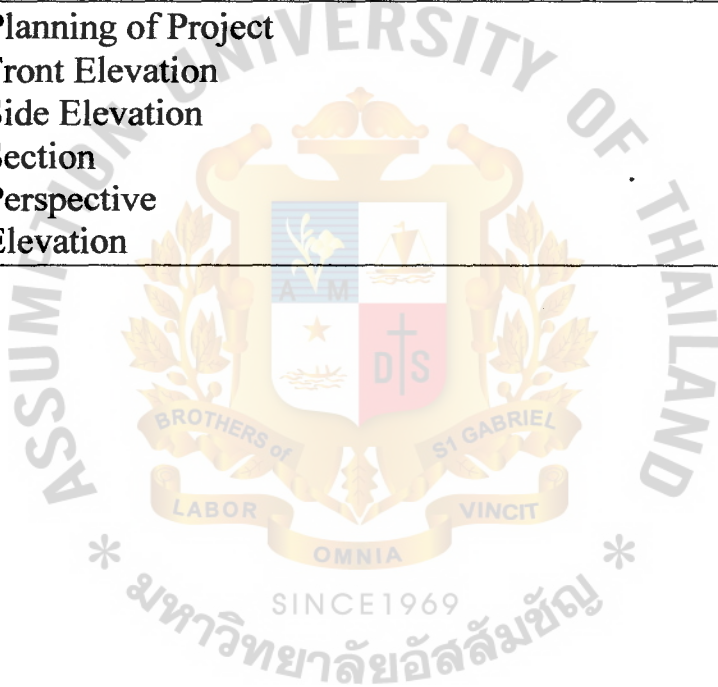 Planning of Project
Front Elevation
Side Elevation
Section
Perspective
Elevation
ASSUMPTION UNIVERSITY OF THAILAND
A M
D S
BROTHERS of ST GABRIEL
LABOR OMNIA VINCIT
SINCE1969
* มหาวิทยาลัยอัสสัมชัญ *